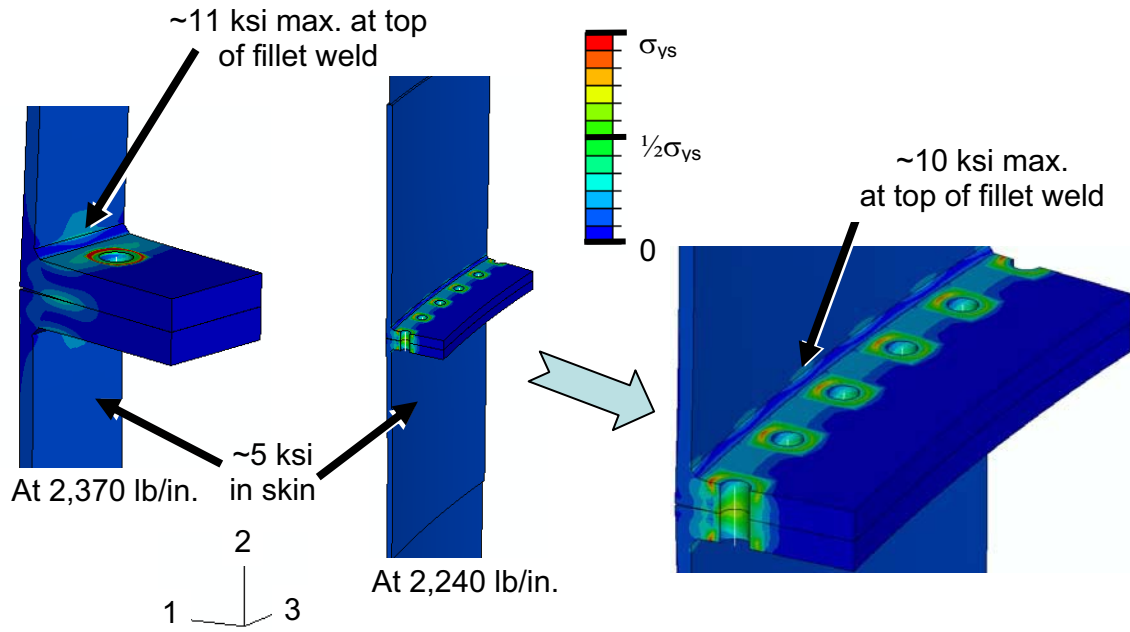 ~11 ksi max. at top
of fillet weld
σys
½σys
0
~10 ksi max.
at top of fillet weld
~5 ksi
in skin
At 2,370 lb/in.
At 2,240 lb/in.
2
1
3